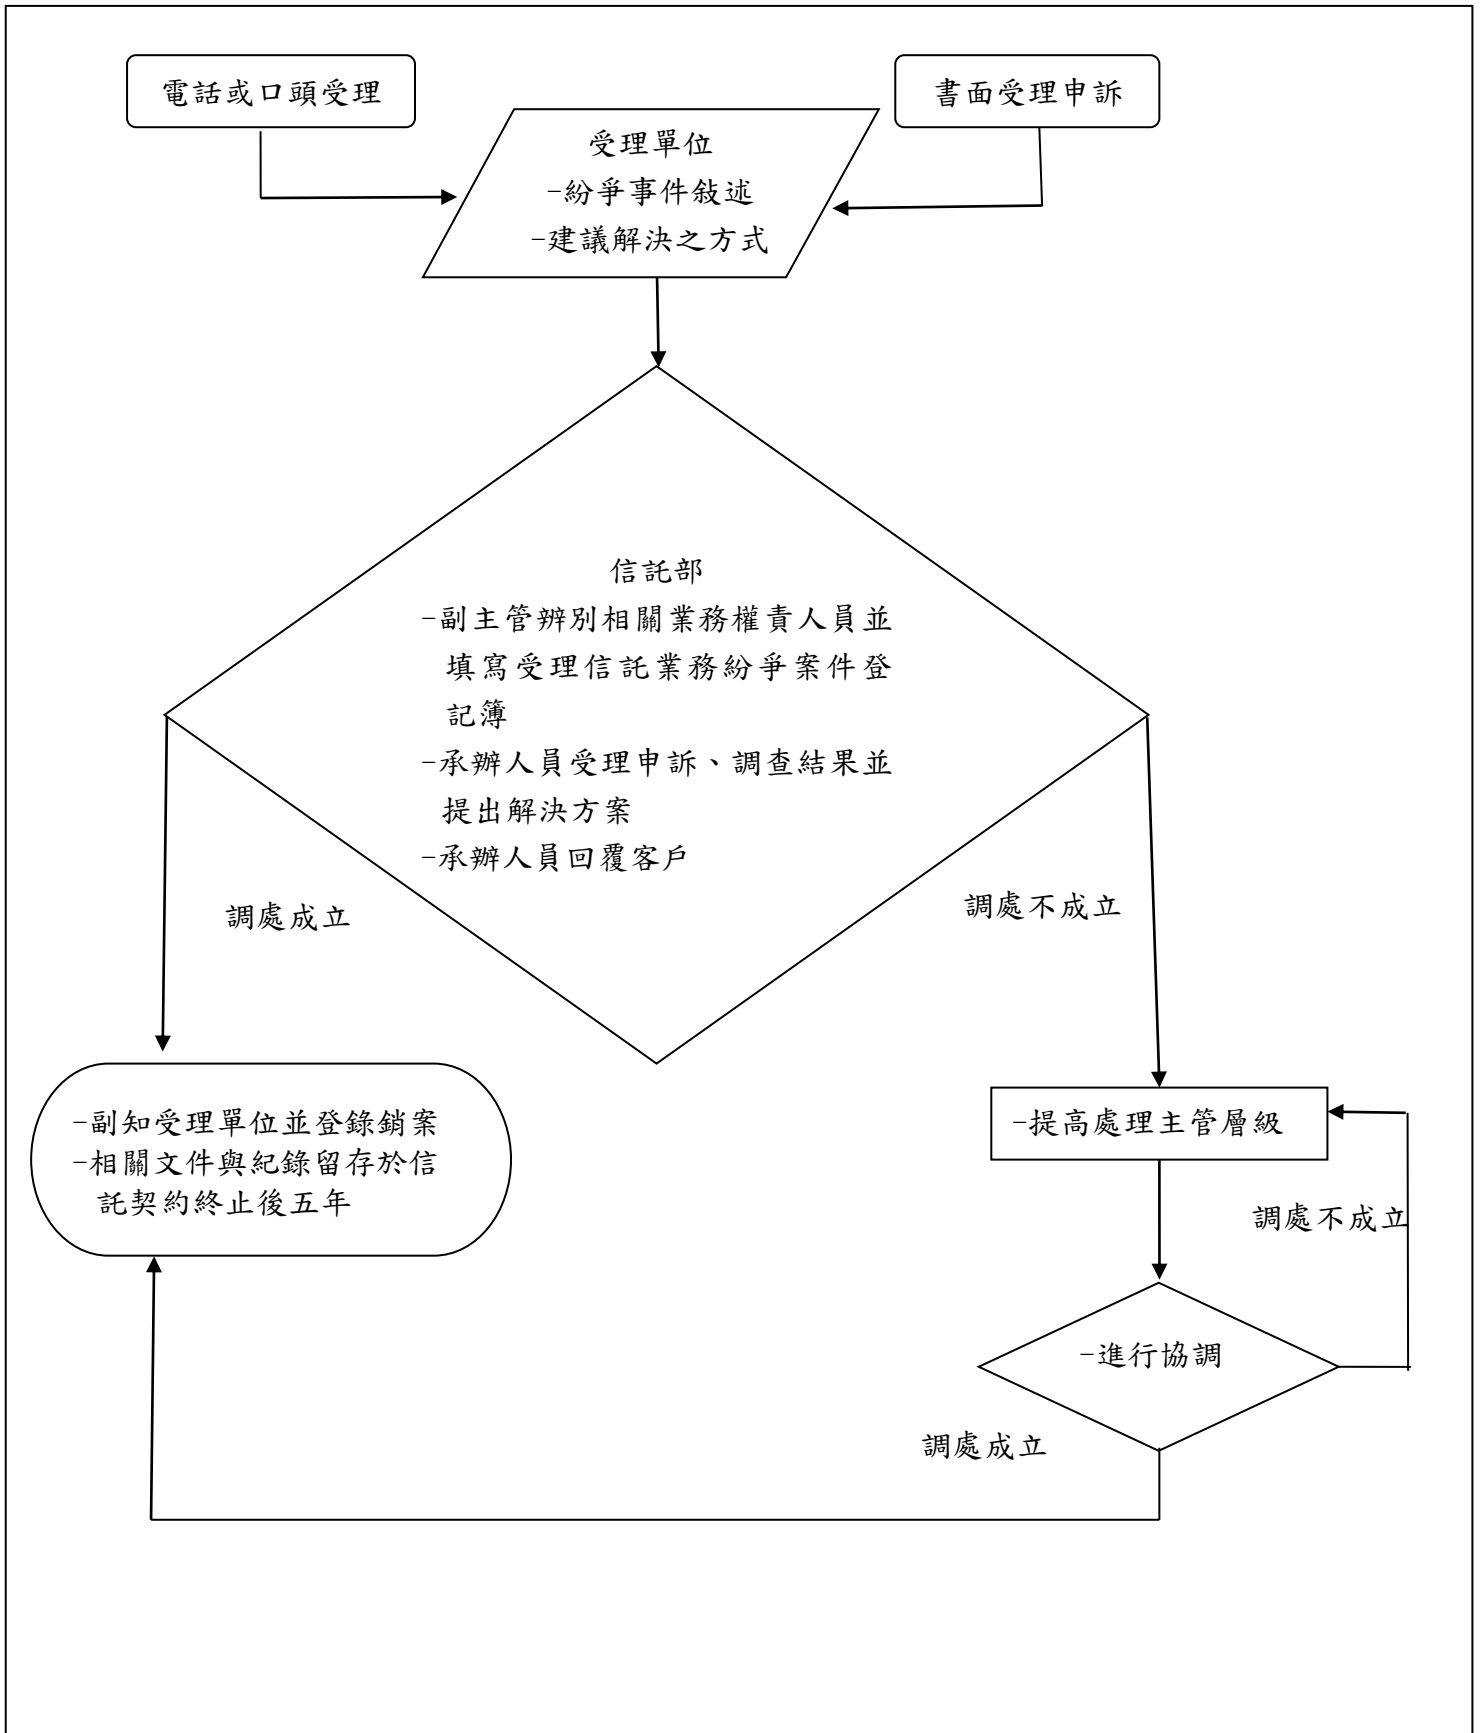 電話或口頭受理
書面受理申訴
受理單位
-紛爭事件敍述
-建議解決之方式
信託部
-副主管辨別相關業務權責人員並
填寫受理信託業務紛爭案件登
記簿
-承辦人員受理申訴、調查結果並
提出解決方案
-承辦人員回覆客戶
調處成立
調處不成立
-副知受理單位並登錄銷案
-相關文件與紀錄留存於信
託契約終止後五年
-提高處理主管層級
調處不成立
-進行協調
調處成立